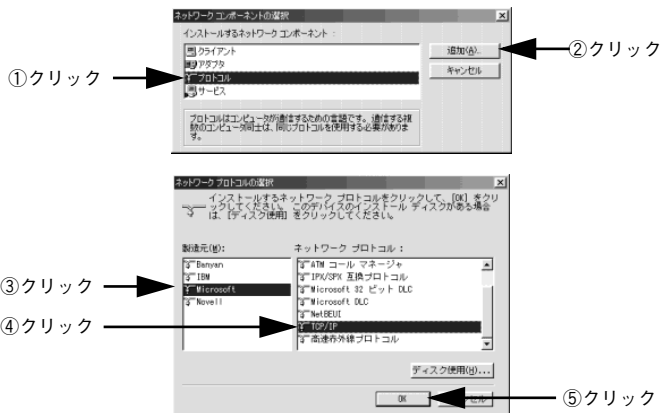 ネットワーク コンポーネントの選択
インストールするネットワーク コンポーネント :
クライアント
アダプタ
プロトコル
サービス
追加(A)...
キャンセル
プロトコルはコンピュータが通信するための言語です。通信する複
数のコンピュータ同士は、同じプロトコルを使用する必要がありま
す。
①クリック
②クリック
ネットワーク プロトコルの選択
インストールするネットワーク プロトコルをクリックして、[OK] をクリ
ックしてください。このデバイスのインストール ディスクがある場合
は、[ディスク使用] をクリックしてください。
製造元(M):
Banyan
IBM
Microsoft
Novell
ネットワーク プロトコル :
ATM コール マネージャ
IPX/SPX 互換プロトコル
Microsoft 32 ビット DLC
Microsoft DLC
NetBEUI
TCP/IP
高速赤外線プロトコル
③クリック
④クリック
ディスク使用(H)...
OK
⑤クリック